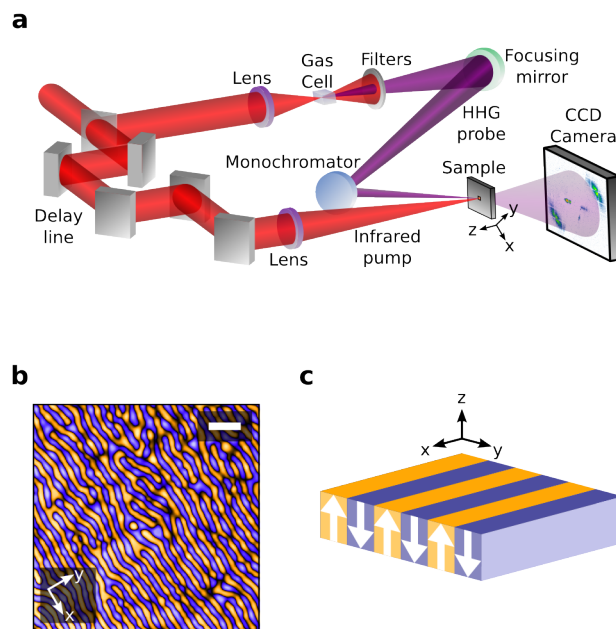 a
Lens
Gas
Cell
Filters
Focusing
mirror
HHG
probe
CCD
Camera
Monochromator
Sample
Delay
line
Lens
Infrared
pump
y
z
x
b
y
x
c
z
x
y